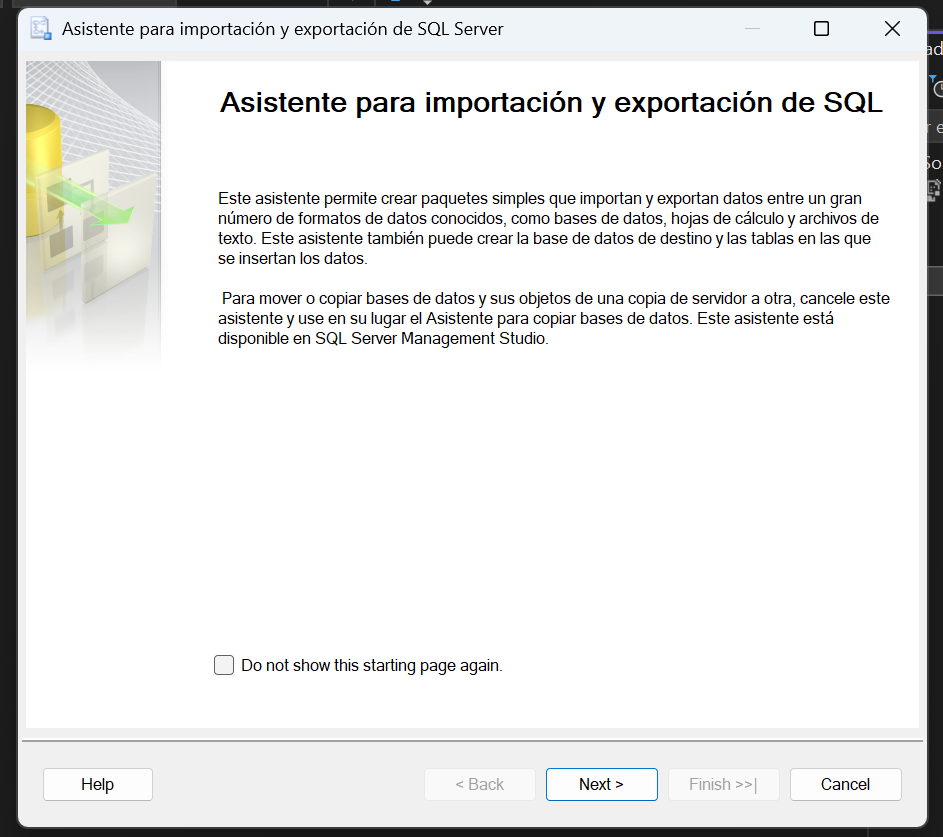 Asistente para importación y exportación de SQL Server
Asistente para importación y exportación de SQL
Este asistente permite crear paquetes simples que importan y exportan datos entre un gran
número de formatos de datos conocidos, como bases de datos, hojas de cálculo y archivos de
texto. Este asistente también puede crear la base de datos de destino y las tablas en las que
se insertan los datos.
Para mover o copiar bases de datos y sus objetos de una copia de servidor a otra, cancele este
asistente y use en su lugar el Asistente para copiar bases de datos. Este asistente está
disponible en SQL Server Management Studio.
Do not show this starting page again.
Help
< Back
Next >
Finish >>|
Cancel